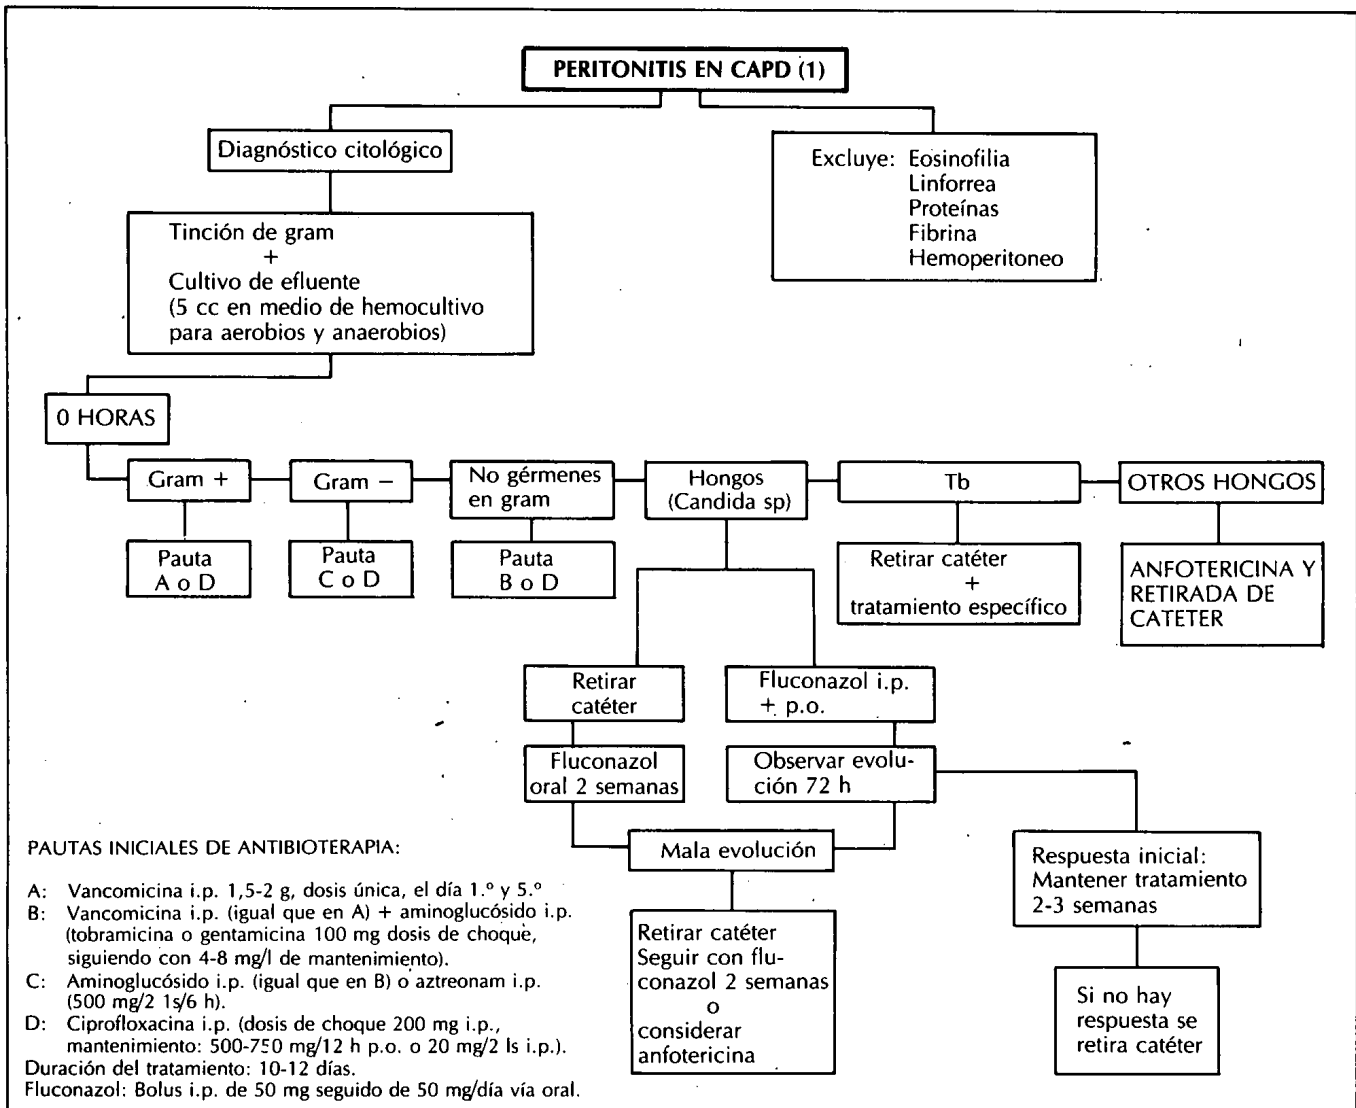 PERITONITIS EN CAPD (1)
Diagnóstico citológico
Excluye: Eosinofilia
Linforrea
Proteínas
Fibrina
Hemoperitoneo
Tinción de gram
+
Cultivo de efluente
(5 cc en medio de hemocultivo
para aerobios y anaerobios)
0 HORAS
Gram +
Gram −
No gérmenes
en gram
Hongos
(Candida sp)
Tb
OTROS HONGOS
Pauta
A o D
Pauta
C o D
Pauta
B o D
Retirar catéter
+
tratamiento específico
ANFOTERICINA Y
RETIRADA DE
CATETER
Retirar
catéter
Fluconazol i.p.
+ p.o.
Fluconazol
oral 2 semanas
Observar evolu-
ción 72 h
Mala evolución
Respuesta inicial:
Mantener tratamiento
2-3 semanas
Retirar catéter
Seguir con flu-
conazol 2 semanas
o
considerar
anfotericina
Si no hay
respuesta se
retira catéter
PAUTAS INICIALES DE ANTIBIOTERAPIA:
A: Vancomicina i.p. 1,5-2 g, dosis única, el día 1.º y 5.º
B: Vancomicina i.p. (igual que en A) + aminoglucósido i.p.
(tobramicina o gentamicina 100 mg dosis de choque,
siguiendo con 4-8 mg/l de mantenimiento).
C: Aminoglucósido i.p. (igual que en B) o aztreonam i.p.
(500 mg/2 1s/6 h).
D: Ciprofloxacina i.p. (dosis de choque 200 mg i.p.,
mantenimiento: 500-750 mg/12 h p.o. o 20 mg/2 ls i.p.).
Duración del tratamiento: 10-12 días.
Fluconazol: Bolus i.p. de 50 mg seguido de 50 mg/día vía oral.